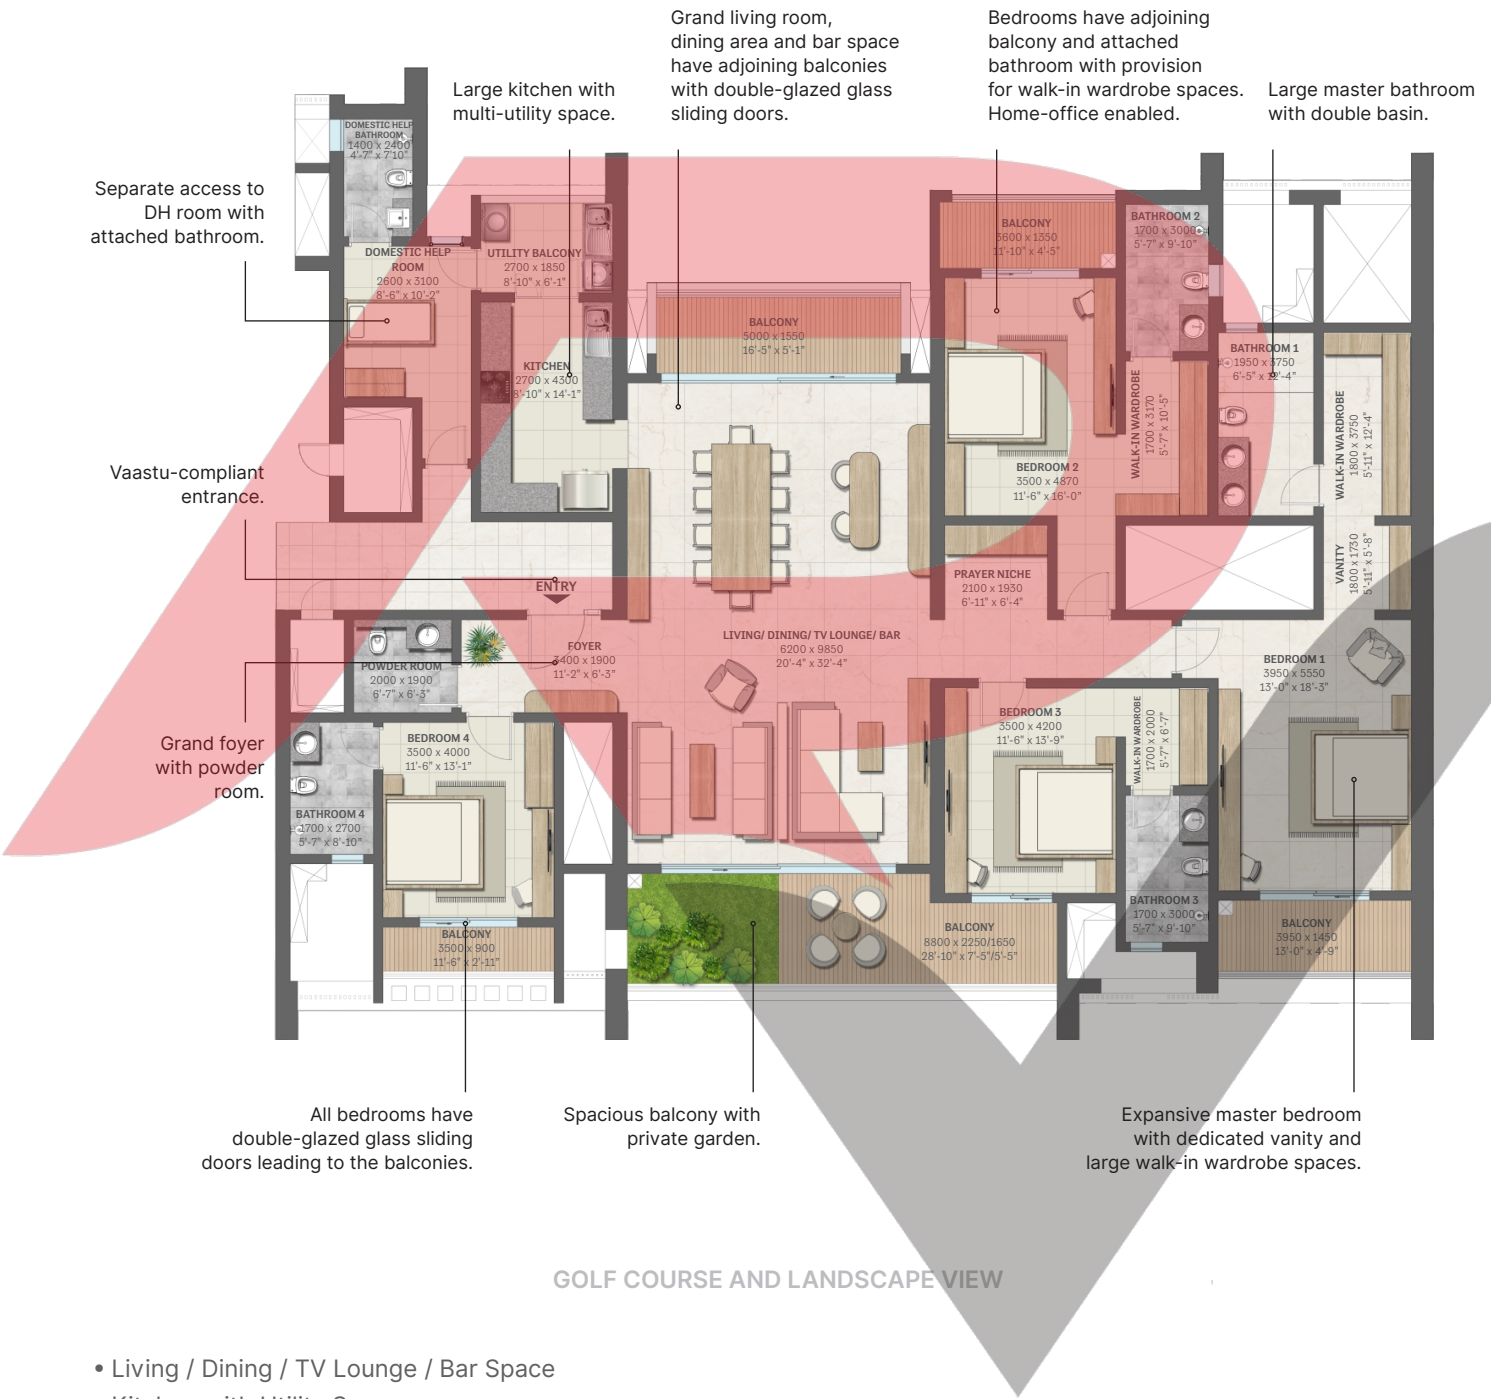 Grand living room,
dining area and bar space
have adjoining balconies
with double-glazed glass
sliding doors.
Bedrooms have adjoining
balcony and attached
bathroom with provision
for walk-in wardrobe spaces.
Home-office enabled.
Large kitchen with
multi-utility space.
Large master bathroom
with double basin.
Separate access to
DH room with
attached bathroom.
Vaastu-compliant
entrance.
Grand foyer
with powder
room.
DOMESTIC HELP
BATHROOM
1400 x 2400
4'-7" x 7'10"
DOMESTIC HELP
ROOM
2600 x 3100
8'-6" x 10'-2"
UTILITY BALCONY
2700 x 1850
8'-10" x 6'-1"
KITCHEN
2700 x 4300
8'-10" x 14'-1"
BALCONY
5000 x 1550
16'-5" x 5'-1"
BALCONY
3600 x 1350
11'-10" x 4'-5"
BATHROOM 2
1700 x 3000
5'-7" x 9'-10"
BATHROOM 1
1950 x 3750
6'-5" x 12'-4"
WALK-IN WARDROBE
1700 x 3170
5'-7" x 10'-5"
WALK-IN WARDROBE
1800 x 3750
5'-11" x 12'-4"
BEDROOM 2
3500 x 4870
11'-6" x 16'-0"
VANITY
1800 x 1730
5'-11" x 5'-8"
PRAYER NICHE
2100 x 1930
6'-11" x 6'-4"
ENTRY
FOYER
3400 x 1900
11'-2" x 6'-3"
LIVING/ DINING/ TV LOUNGE/ BAR
6200 x 9850
20'-4" x 32'-4"
POWDER ROOM
2000 x 1900
6'-7" x 6'-3"
BEDROOM 1
3950 x 5550
13'-0" x 18'-3"
BEDROOM 4
3500 x 4000
11'-6" x 13'-1"
BEDROOM 3
3500 x 4200
11'-6" x 13'-9"
WALK-IN WARDROBE
1700 x 2000
5'-7" x 6'-7"
BATHROOM 4
1700 x 2700
5'-7" x 8'-10"
BATHROOM 3
1700 x 3000
5'-7" x 9'-10"
BALCONY
3500 x 900
11'-6" x 2'-11"
BALCONY
8800 x 2250/1650
28'-10" x 7'-5"/5'-5"
BALCONY
3950 x 1450
13'-0" x 4'-9"
All bedrooms have
double-glazed glass sliding
doors leading to the balconies.
Spacious balcony with
private garden.
Expansive master bedroom
with dedicated vanity and
large walk-in wardrobe spaces.
GOLF COURSE AND LANDSCAPE VIEW
• Living / Dining / TV Lounge / Bar Space